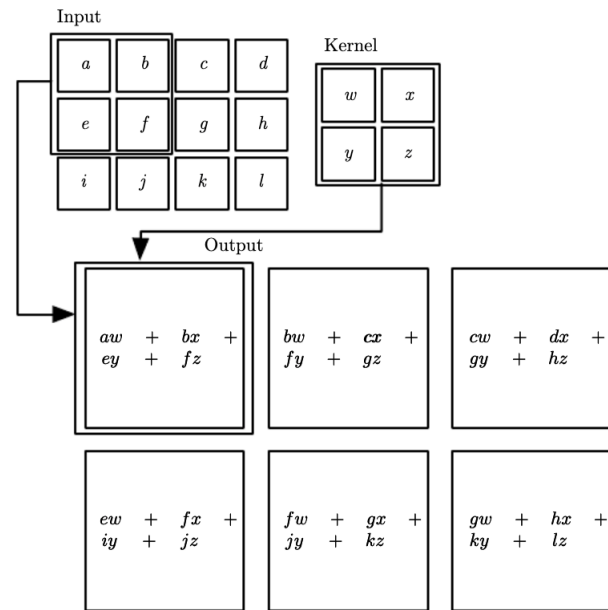 Input
Kernel
a b c d
w x
e f g h
y z
i j k l
Output
aw + bx +
ey + fz
bw + cx +
fy + gz
cw + dx +
gy + hz
ew + fx +
iy + jz
fw + gx +
jy + kz
gw + hx +
ky + lz